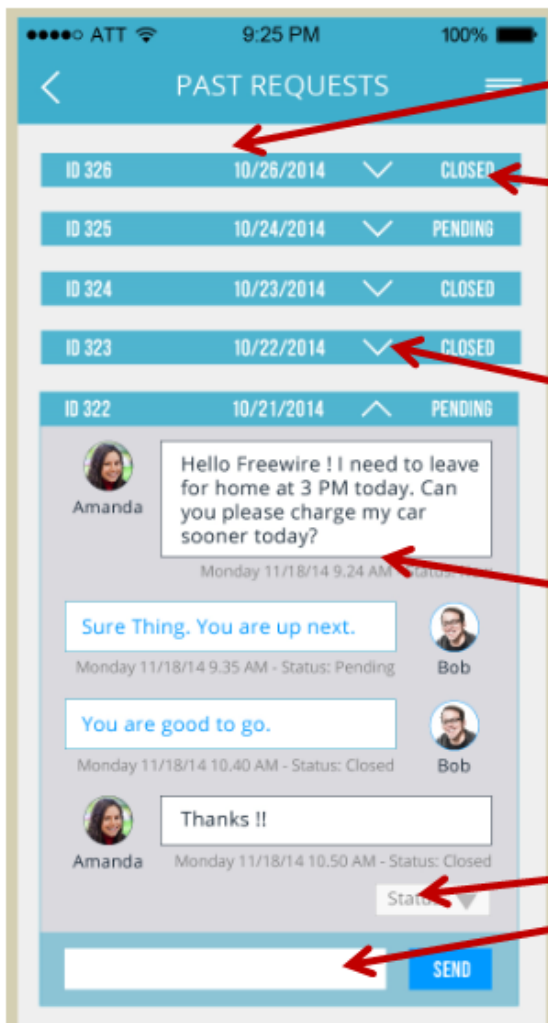 ATT 9:25 PM 100%
PAST REQUESTS
ID 326 10/26/2014 CLOSED
ID 325 10/24/2014 PENDING
ID 324 10/23/2014 CLOSED
ID 323 10/22/2014 CLOSED
ID 322 10/21/2014 PENDING
Hello Freewire ! I need to leave
for home at 3 PM today. Can
you please charge my car
sooner today?
Amanda
Monday 11/18/14 9.24 AM - Status:
Sure Thing. You are up next.
Monday 11/18/14 9.35 AM - Status: Pending
Bob
You are good to go.
Monday 11/18/14 10.40 AM - Status: Closed
Bob
Thanks !!
Amanda
Monday 11/18/14 10.50 AM - Status: Closed
Status
SEND